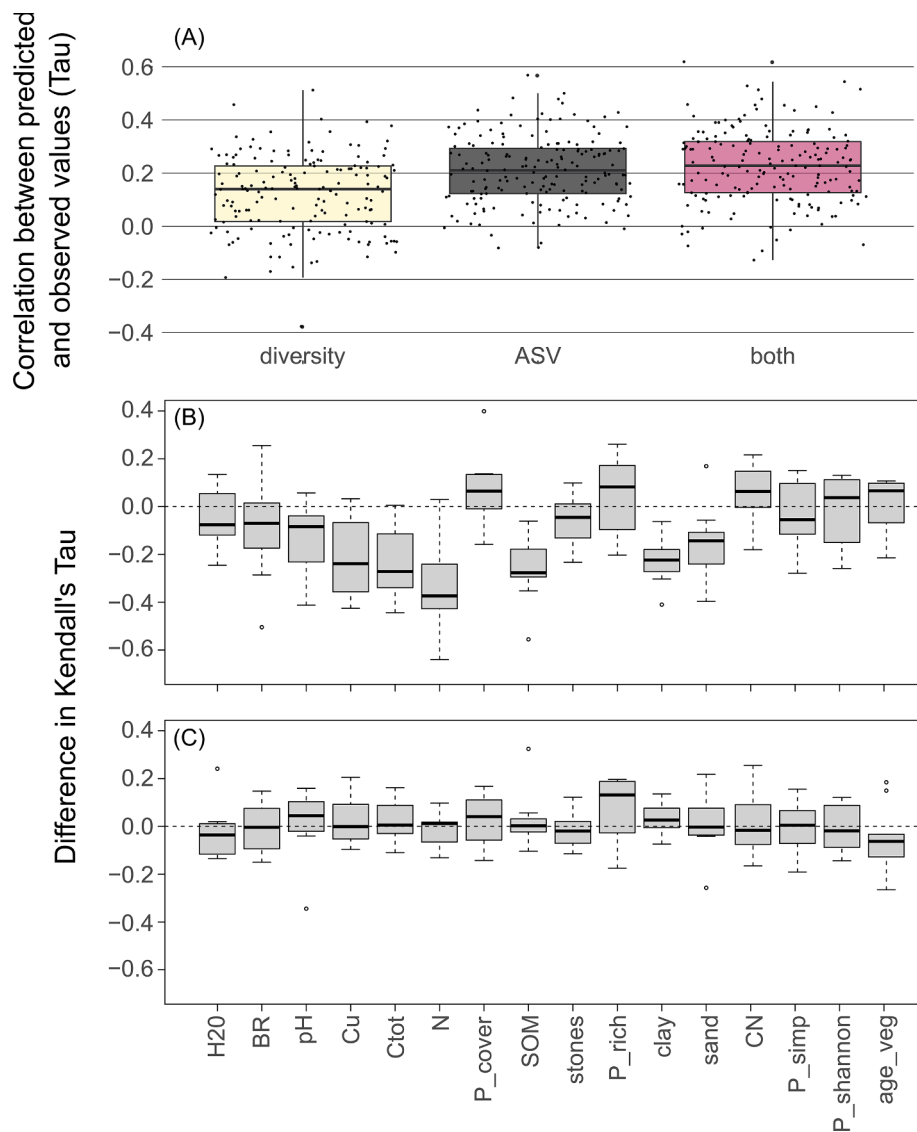 Correlation between predicted
and observed values (Tau)
(A)
0.6
0.4
0.2
0.0
−0.2
−0.4
diversity
ASV
both
Difference in Kendall's Tau
(B)
0.4
0.2
0.0
−0.2
−0.4
−0.6
(C)
0.4
0.2
0.0
−0.2
−0.4
−0.6
H20
BR
pH
Cu
Ctot
N
P_cover
SOM
stones
P_rich
clay
sand
CN
P_simp
P_shannon
age_veg